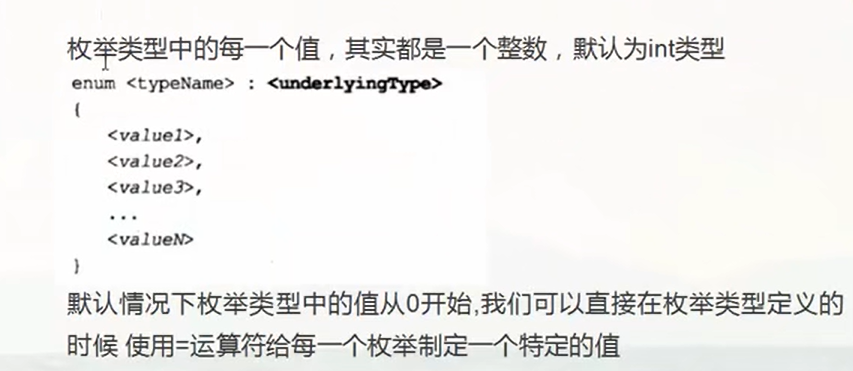 枚举类型中的每一个值，其实都是一个整数，默认为int类型
enum <typeName> : <underlyingType>
{
<value1>,
<value2>,
<value3>,
...
<valueN>
}
默认情况下枚举类型中的值从0开始,我们可以直接在枚举类型定义的
时候 使用=运算符给每一个枚举制定一个特定的值